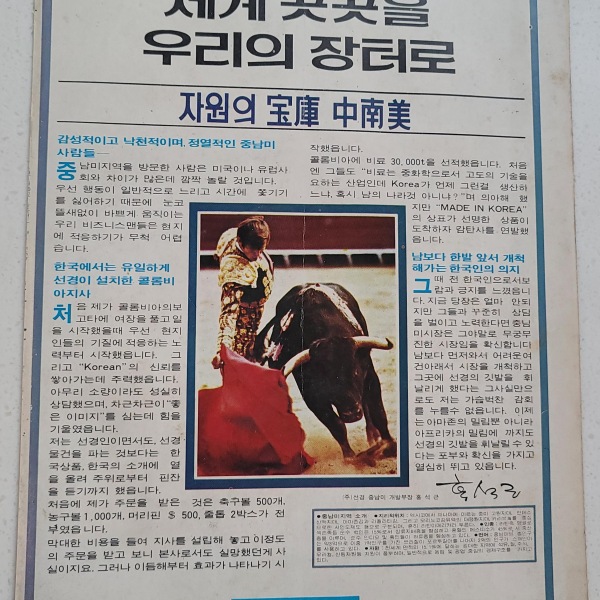 세계 곳곳을
우리의 장터로
자원의 宝庫 中南美
감성적이고 낙천적이며, 정열적인 중남미
사람들—
중남미지역을 방문한 사람은 미국이나 유럽사
회와 차이가 많은데 깜짝 놀랄 것입니다.
우선 행동이 일반적으로 느리고 시간에 쫓기기
를 싫어하기 때문에 눈코
뜰새없이 바쁘게 움직이는
우리 비즈니스맨들은 현지
에 적응하기가 무척 어렵
습니다.
한국에서는 유일하게
선경이 설치한 콜롬비
아지사
처음 제가 콜롬비아의보
고타에 여장을 풀고일
을 시작했을때 우선 현지
인들의 기질에적응하는 노
력부터 시작했읍니다. 그
리고 "Korean"의 신뢰를
쌓아가는데 주력했읍니다.
아무리 소량이라도 성실히
상담했으며, 차근차근이"좋
은 이미지"를 심는데 힘을
기울였읍니다.
저는 선경인이면서도, 선경
물건을 파는 것보다는 한
국상품, 한국의 소개에 열
을 올려 주위로부터 핀잔
을 듣기까지 했읍니다.
처음에 제가 주문을 받은 것은 축구볼 500개,
농구볼 1,000개, 머리핀 $ 500, 홀톱 2박스가 전
부였읍니다.
막대한 비용을 들여 지사를 설립해 놓고 이정도
의 주문을 받고 보니 본사로서도 실망했던게 사
실이지요. 그러나 이듬해부터 효과가 나타나기 시
작했읍니다.
콜롬비아에 비료 30,000t을 선적했읍니다. 처음
엔 그들도 "비료는 중화학으로서 고도의 기술을
요하는 산업인데 Korea가 언제 그런걸 생산하
느냐, 혹시 남의 나라것 아니냐?"며 의아해 했
지만 "MADE IN KOREA"
의 상표가 선명한 상품이
도착하자 감탄사를 연발했
읍니다.
남보다 한발 앞서 개척
해가는 한국인의 의지
그때 전 한국인으로서보
람과 긍지를 느꼈읍니
다. 지금 당장은 얼마 안되
지만 그들과 꾸준히 상담
을 벌이고 노력한다면 중남
미시장은 그야말로 무궁무
진한 시장임을 확신합니다
남보다 먼저와서 어려운여
건아래서 시장을 개척하고
그곳에 선경의 깃발을 휘
날리게 했다는 그사실만으
로도 저는 가슴벅찬 감회
를 누를수 없읍니다. 이제
는 아마존의 밀림뿐 아니라
아프리카의 밀림에 까지도
선경의 깃발을 휘날릴 수 있
다는 포부와 확신을 가지고
열심히 뛰고 있읍니다.
(주)선경 중남미 개발부장 홍 석 근
●중남미지역 소개